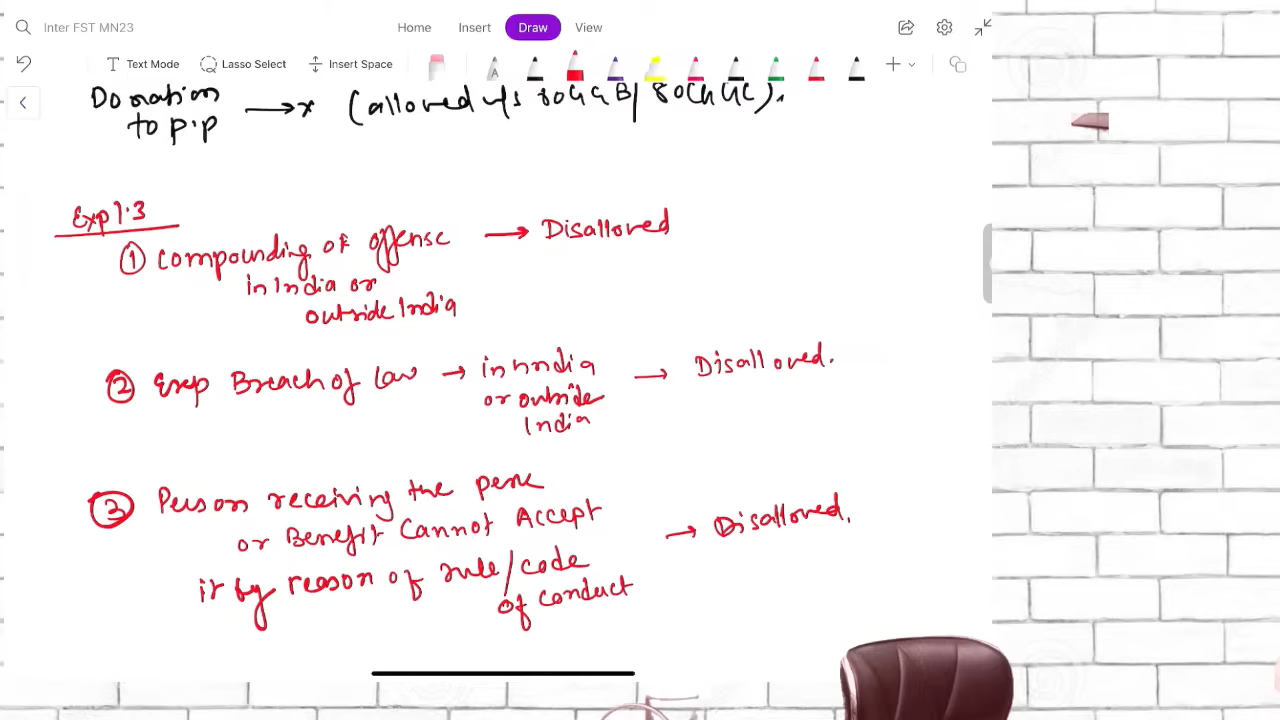 Inter FST MN23
Home Insert Draw View
Text Mode Lasso Select Insert Space
Donation → x (allowed u/s 80GGB/ 80GGC).
to P.P
Expl.3
① Compounding of offense → Disallowed
in India or
outside India
② Exep Breach of Law → in India → Disallowed.
or outside
India
③ Person receiving the perk
or Benefit Cannot Accept → Disallowed.
it by reason of rule/code
of conduct